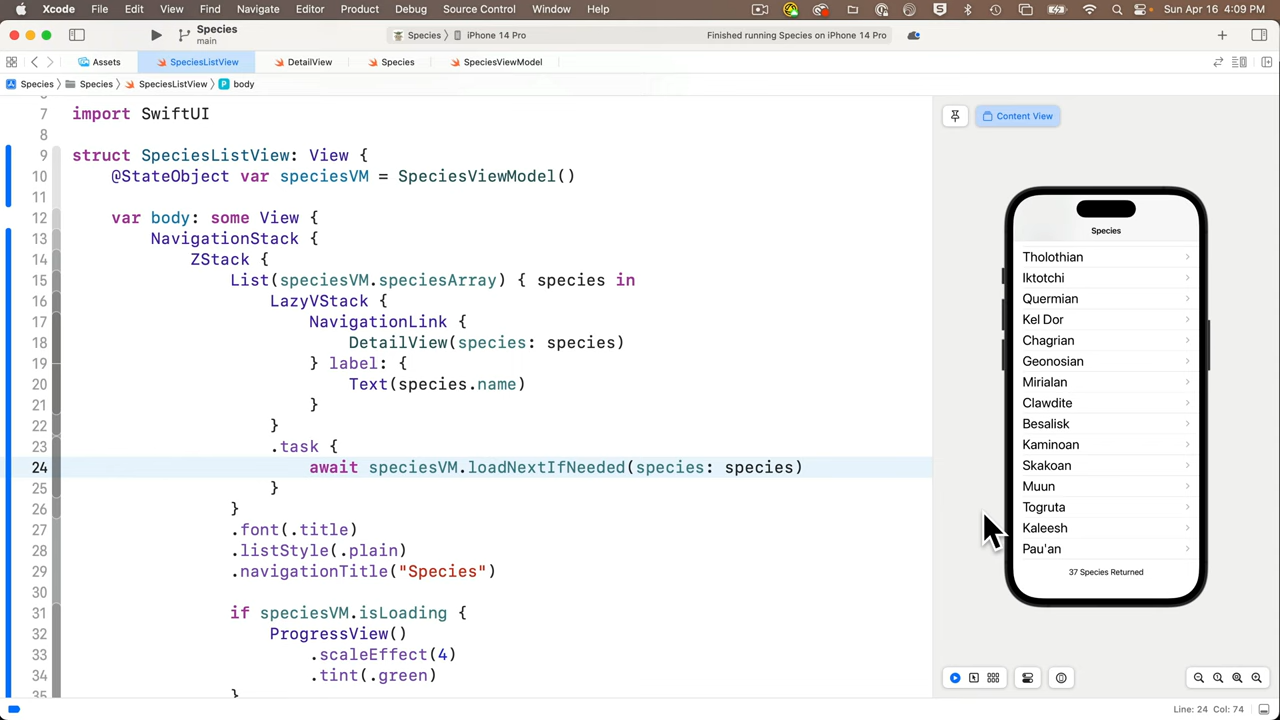 Xcode File Edit View Find Navigate Editor Product Debug Source Control Window Help Sun Apr 16 4:09 PM
Species
main
Species iPhone 14 Pro
Finished running Species on iPhone 14 Pro
Assets SpeciesListView DetailView Species SpeciesViewModel
Species Species SpeciesListView P body
7 import SwiftUI
8
9 struct SpeciesListView: View {
10 @StateObject var speciesVM = SpeciesViewModel()
11
12 var body: some View {
13 NavigationStack {
14 ZStack {
15 List(speciesVM.speciesArray) { species in
16 LazyVStack {
17 NavigationLink {
18 DetailView(species: species)
19 } label: {
20 Text(species.name)
21 }
22 }
23 .task {
24 await speciesVM.loadNextIfNeeded(species: species)
25 }
26 }
27 .font(.title)
28 .listStyle(.plain)
29 .navigationTitle("Species")
30
31 if speciesVM.isLoading {
32 ProgressView()
33 .scaleEffect(4)
34 .tint(.green)
35 }
Content View
Species
Tholothian
Iktotchi
Quermian
Kel Dor
Chagrian
Geonosian
Mirialan
Clawdite
Besalisk
Kaminoan
Skakoan
Muun
Togruta
Kaleesh
Pau'an
37 Species Returned
Line: 24 Col: 74